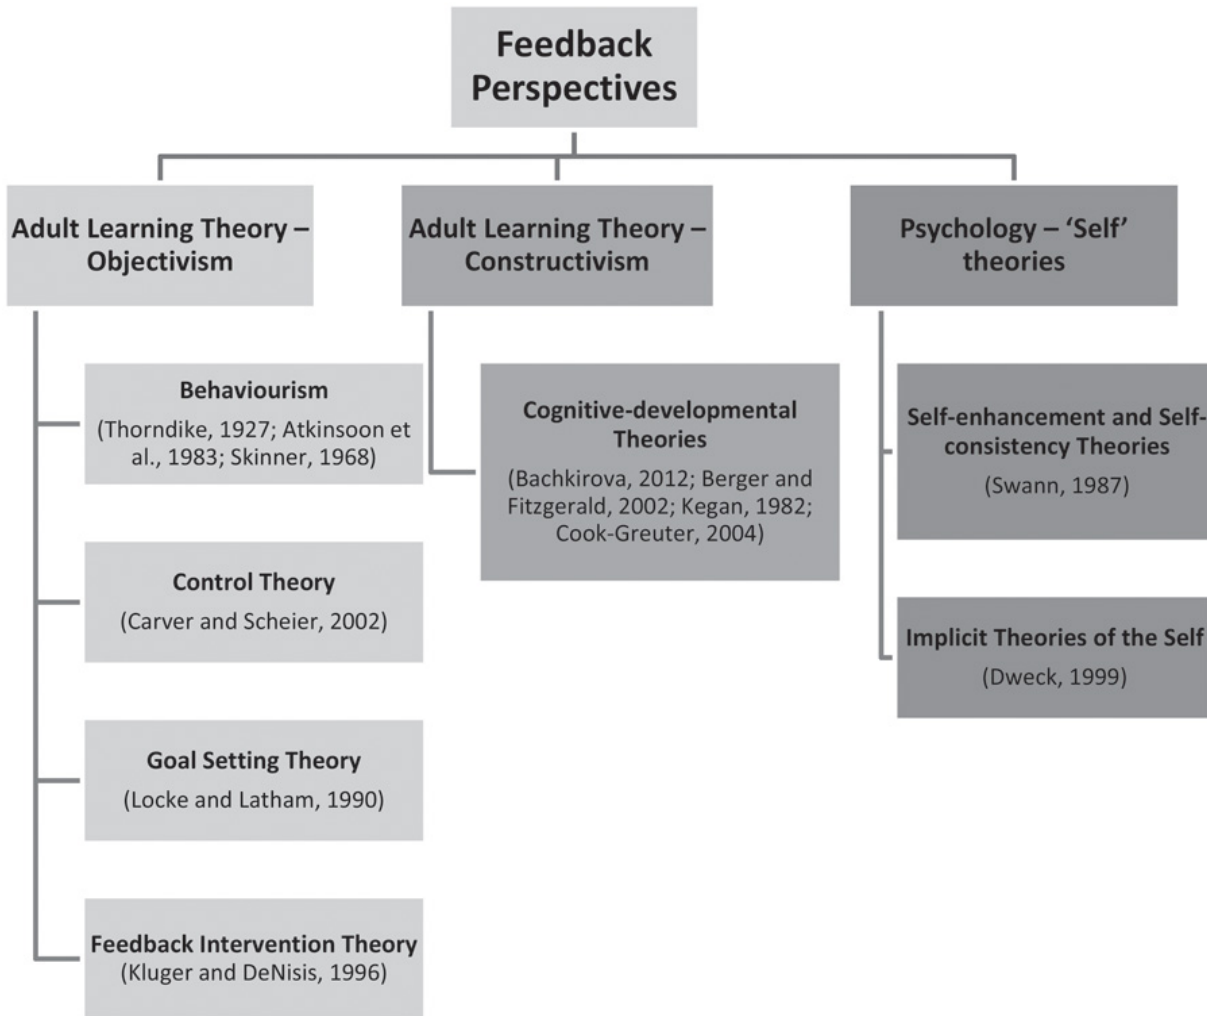 Feedback
Perspectives
Adult Learning Theory –
Objectivism
Behaviourism
(Thorndike, 1927; Atkinsoon et
al., 1983; Skinner, 1968)
Control Theory
(Carver and Scheier, 2002)
Goal Setting Theory
(Locke and Latham, 1990)
Feedback Intervention Theory
(Kluger and DeNisis, 1996)
Adult Learning Theory –
Constructivism
Cognitive-developmental
Theories
(Bachkirova, 2012; Berger and
Fitzgerald, 2002; Kegan, 1982;
Cook-Greuter, 2004)
Psychology – ‘Self’
theories
Self-enhancement and Self-
consistency Theories
(Swann, 1987)
Implicit Theories of the Self
(Dweck, 1999)